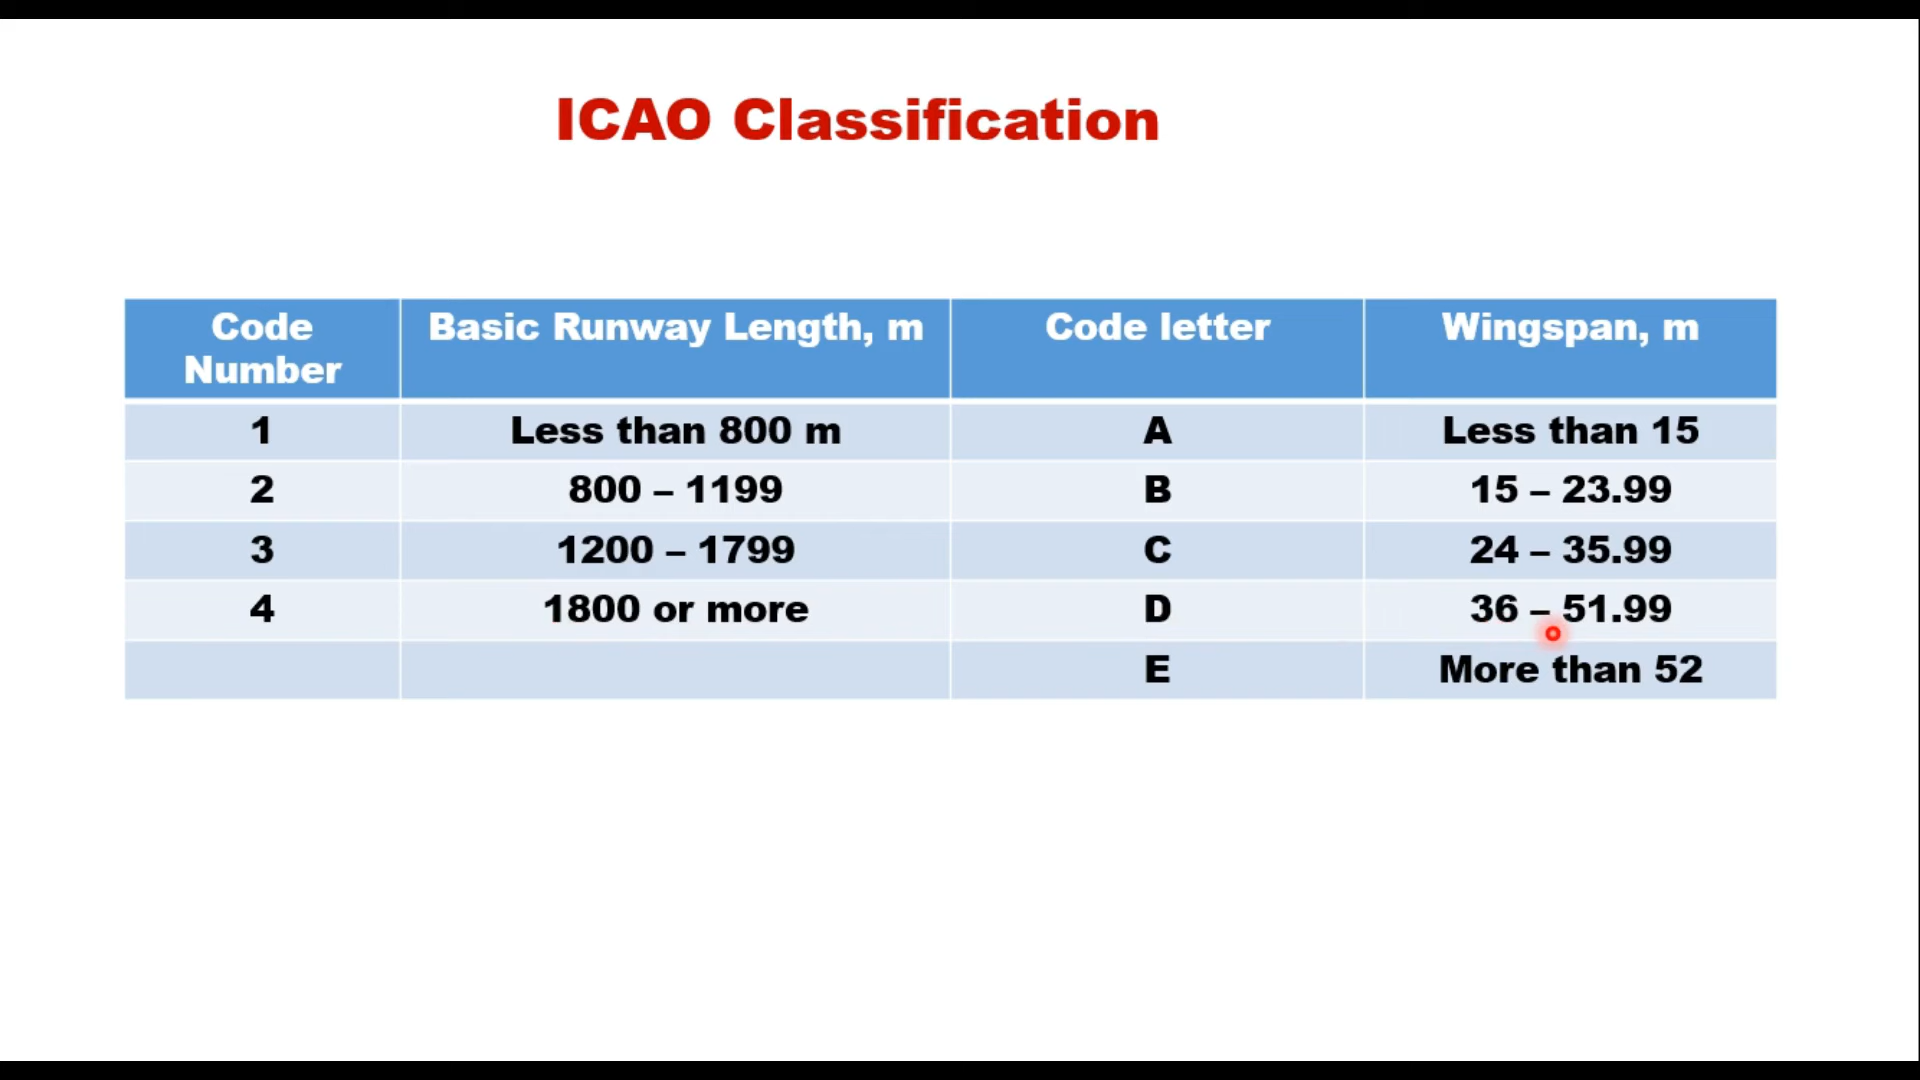 ICAO Classification
Code Number Basic Runway Length, m Code letter Wingspan, m
1 Less than 800 m A Less than 15
2 800 – 1199 B 15 – 23.99
3 1200 – 1799 C 24 – 35.99
4 1800 or more D 36 – 51.99
E More than 52